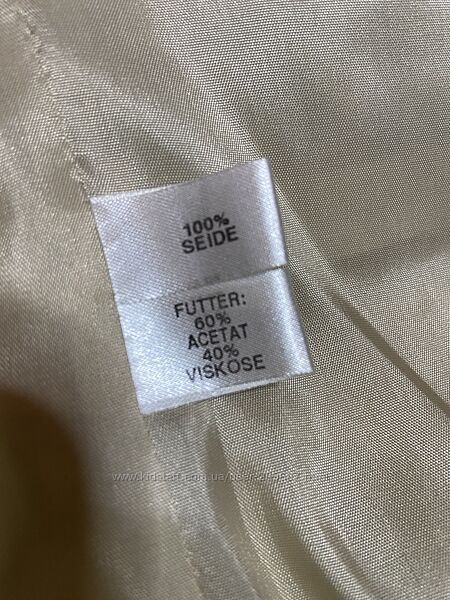 100%
SEIDE
FUTTER:
60%
ACETAT
40%
VISKOSE